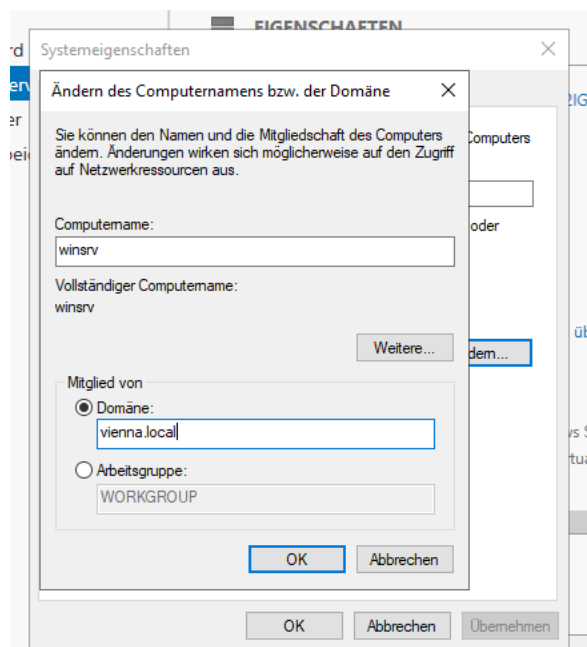 EIGENSCHAFTEN
Systemeigenschaften
Ändern des Computernamens bzw. der Domäne
Sie können den Namen und die Mitgliedschaft des Computers
ändern. Änderungen wirken sich möglicherweise auf den Zugriff
auf Netzwerkressourcen aus.
Computers
oder
Computername:
winsrv
Vollständiger Computername:
winsrv
Weitere...
dern...
Mitglied von
Domäne:
vienna.local
Arbeitsgruppe:
WORKGROUP
OK
Abbrechen
OK
Abbrechen
Übernehmen